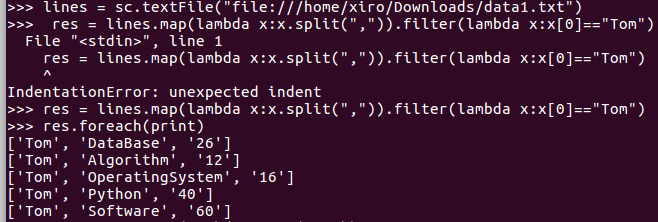 >>> lines = sc.textFile("file:///home/xiro/Downloads/data1.txt")
>>>  res = lines.map(lambda x:x.split(",")).filter(lambda x:x[0]=="Tom")
  File "<stdin>", line 1
    res = lines.map(lambda x:x.split(",")).filter(lambda x:x[0]=="Tom")
    ^
IndentationError: unexpected indent
>>> res = lines.map(lambda x:x.split(",")).filter(lambda x:x[0]=="Tom")
>>> res.foreach(print)
['Tom', 'DataBase', '26']
['Tom', 'Algorithm', '12']
['Tom', 'OperatingSystem', '16']
['Tom', 'Python', '40']
['Tom', 'Software', '60']